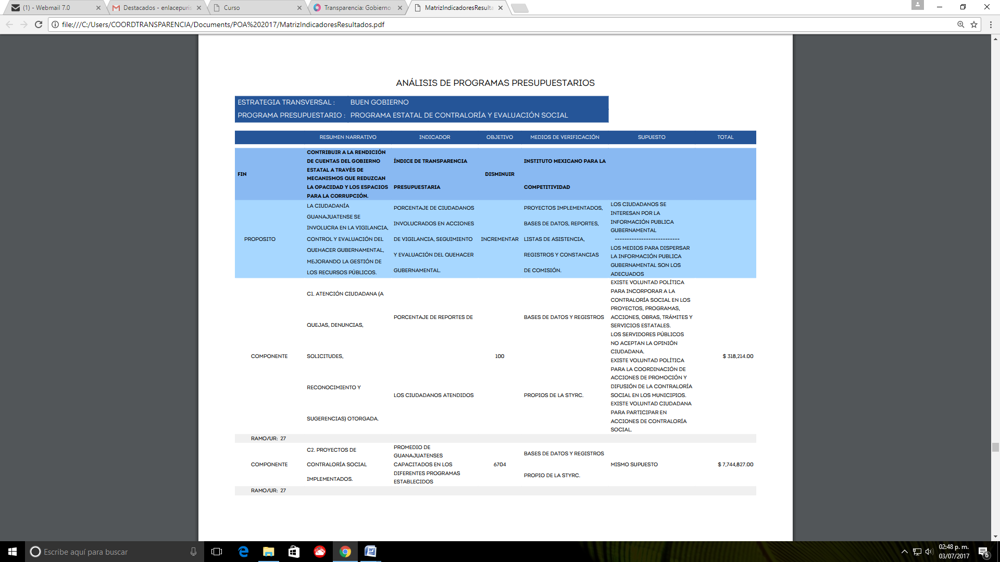 (1) - Webmail 7.0
Destacados - enlacepuris
Curso
Transparencia: Gobierno
MatrizIndicadoresResulta
file:///C:/Users/COORDTRANSPARENCIA/Documents/POA%202017/MatrizIndicadoresResultados.pdf
ANÁLISIS DE PROGRAMAS PRESUPUESTARIOS
ESTRATEGIA TRANSVERSAL : BUEN GOBIERNO
PROGRAMA PRESUPUESTARIO : PROGRAMA ESTATAL DE CONTRALORÍA Y EVALUACIÓN SOCIAL
RESUMEN NARRATIVO INDICADOR OBJETIVO MEDIOS DE VERIFICACIÓN SUPUESTO TOTAL
FIN
CONTRIBUIR A LA RENDICIÓN
DE CUENTAS DEL GOBIERNO
ESTATAL A TRAVÉS DE
MECANISMOS QUE REDUZCAN
LA OPACIDAD Y LOS ESPACIOS
PARA LA CORRUPCIÓN.
ÍNDICE DE TRANSPARENCIA
PRESUPUESTARIA
DISMINUIR
INSTITUTO MEXICANO PARA LA
COMPETITIVIDAD
PROPOSITO
LA CIUDADANÍA
GUANAJUATENSE SE
INVOLUCRA EN LA VIGILANCIA,
CONTROL Y EVALUACIÓN DEL
QUEHACER GUBERNAMENTAL,
MEJORANDO LA GESTIÓN DE
LOS RECURSOS PÚBLICOS.
PORCENTAJE DE CIUDADANOS
INVOLUCRADOS EN ACCIONES
DE VIGILANCIA, SEGUIMIENTO
Y EVALUACIÓN DEL QUEHACER
GUBERNAMENTAL.
INCREMENTAR
PROYECTOS IMPLEMENTADOS,
BASES DE DATOS, REPORTES,
LISTAS DE ASISTENCIA,
REGISTROS Y CONSTANCIAS
DE COMISIÓN.
LOS CIUDADANOS SE
INTERESAN POR LA
INFORMACIÓN PUBLICA
GUBERNAMENTAL
---------------------------
LOS MEDIOS PARA DISPERSAR
LA INFORMACIÓN PUBLICA
GUBERNAMENTAL SON LOS
ADECUADOS
COMPONENTE
C1. ATENCIÓN CIUDADANA (A
QUEJAS, DENUNCIAS,
SOLICITUDES,
RECONOCIMIENTO Y
SUGERENCIAS) OTORGADA.
PORCENTAJE DE REPORTES DE
LOS CIUDADANOS ATENDIDOS
100
BASES DE DATOS Y REGISTROS
PROPIOS DE LA STYRC.
EXISTE VOLUNTAD POLÍTICA
PARA INCORPORAR A LA
CONTRALORÍA SOCIAL EN LOS
PROYECTOS, PROGRAMAS,
ACCIONES, OBRAS, TRÁMITES Y
SERVICIOS ESTATALES.
LOS SERVIDORES PÚBLICOS
NO ACEPTAN LA OPINIÓN
CIUDADANA.
EXISTE VOLUNTAD POLÍTICA
PARA LA COORDINACIÓN DE
ACCIONES DE PROMOCIÓN Y
DIFUSIÓN DE LA CONTRALORÍA
SOCIAL EN LOS MUNICIPIOS.
EXISTE VOLUNTAD CIUDADANA
PARA PARTICIPAR EN
ACCIONES DE CONTRALORÍA
SOCIAL.
$ 318,214.00
RAMO/UR: 27
COMPONENTE
C2. PROYECTOS DE
CONTRALORÍA SOCIAL
IMPLEMENTADOS.
PROMEDIO DE
GUANAJUATENSES
CAPACITADOS EN LOS
DIFERENTES PROGRAMAS
ESTABLECIDOS
6704
BASES DE DATOS Y REGISTROS
PROPIO DE LA STYRC.
MISMO SUPUESTO
$ 7,744,827.00
RAMO/UR: 27
Escribe aquí para buscar
02:48 p. m.
03/07/2017
6